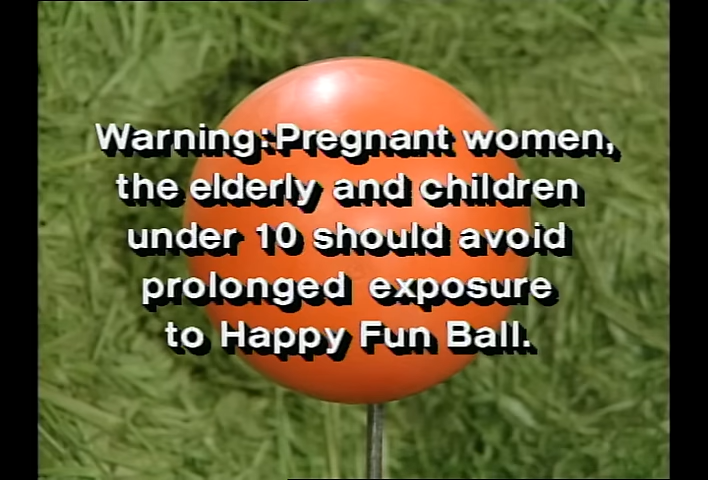 Warning:Pregnant women,
the elderly and children
under 10 should avoid
prolonged exposure
to Happy Fun Ball.